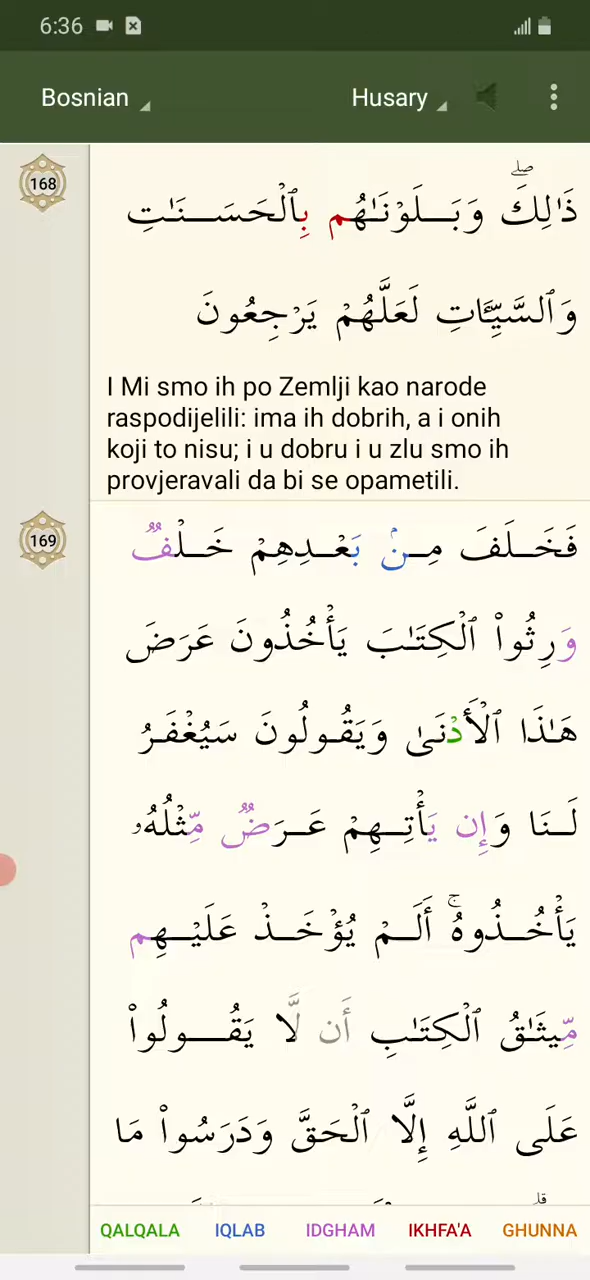 6:36
Bosnian
Husary
168
ذَٰلِكَۖ وَبَلَوْنَٰهُم بِٱلْحَسَنَٰتِ
وَٱلسَّيِّـَٔاتِ لَعَلَّهُمْ يَرْجِعُونَ
I Mi smo ih po Zemlji kao narode
raspodijelili: ima ih dobrih, a i onih
koji to nisu; i u dobru i u zlu smo ih
provjeravali da bi se opametili.
169
فَخَلَفَ مِنۢ بَعْدِهِمْ خَلْفٌ
وَرِثُوا۟ ٱلْكِتَٰبَ يَأْخُذُونَ عَرَضَ
هَٰذَا ٱلْأَدْنَىٰ وَيَقُولُونَ سَيُغْفَرُ
لَنَا وَإِن يَأْتِهِمْ عَرَضٌ مِّثْلُهُۥ
يَأْخُذُوهُۚ أَلَمْ يُؤْخَذْ عَلَيْهِم
مِّيثَٰقُ ٱلْكِتَٰبِ أَن لَّا يَقُولُوا۟
عَلَى ٱللَّهِ إِلَّا ٱلْحَقَّ وَدَرَسُوا۟ مَا
QALQALA IQLAB IDGHAM IKHFA'A GHUNNA